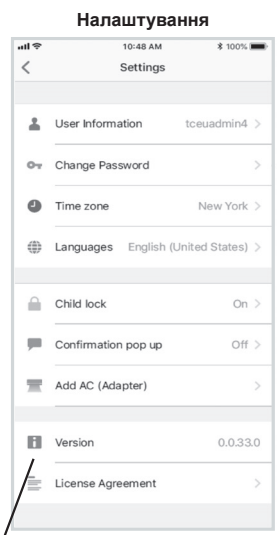 Налаштування
10:48 AM 100%
Settings
User Information tceuadmin4
Change Password
Time zone New York
Languages English (United States)
Child lock On
Confirmation pop up Off
Add AC (Adapter)
Version 0.0.33.0
License Agreement